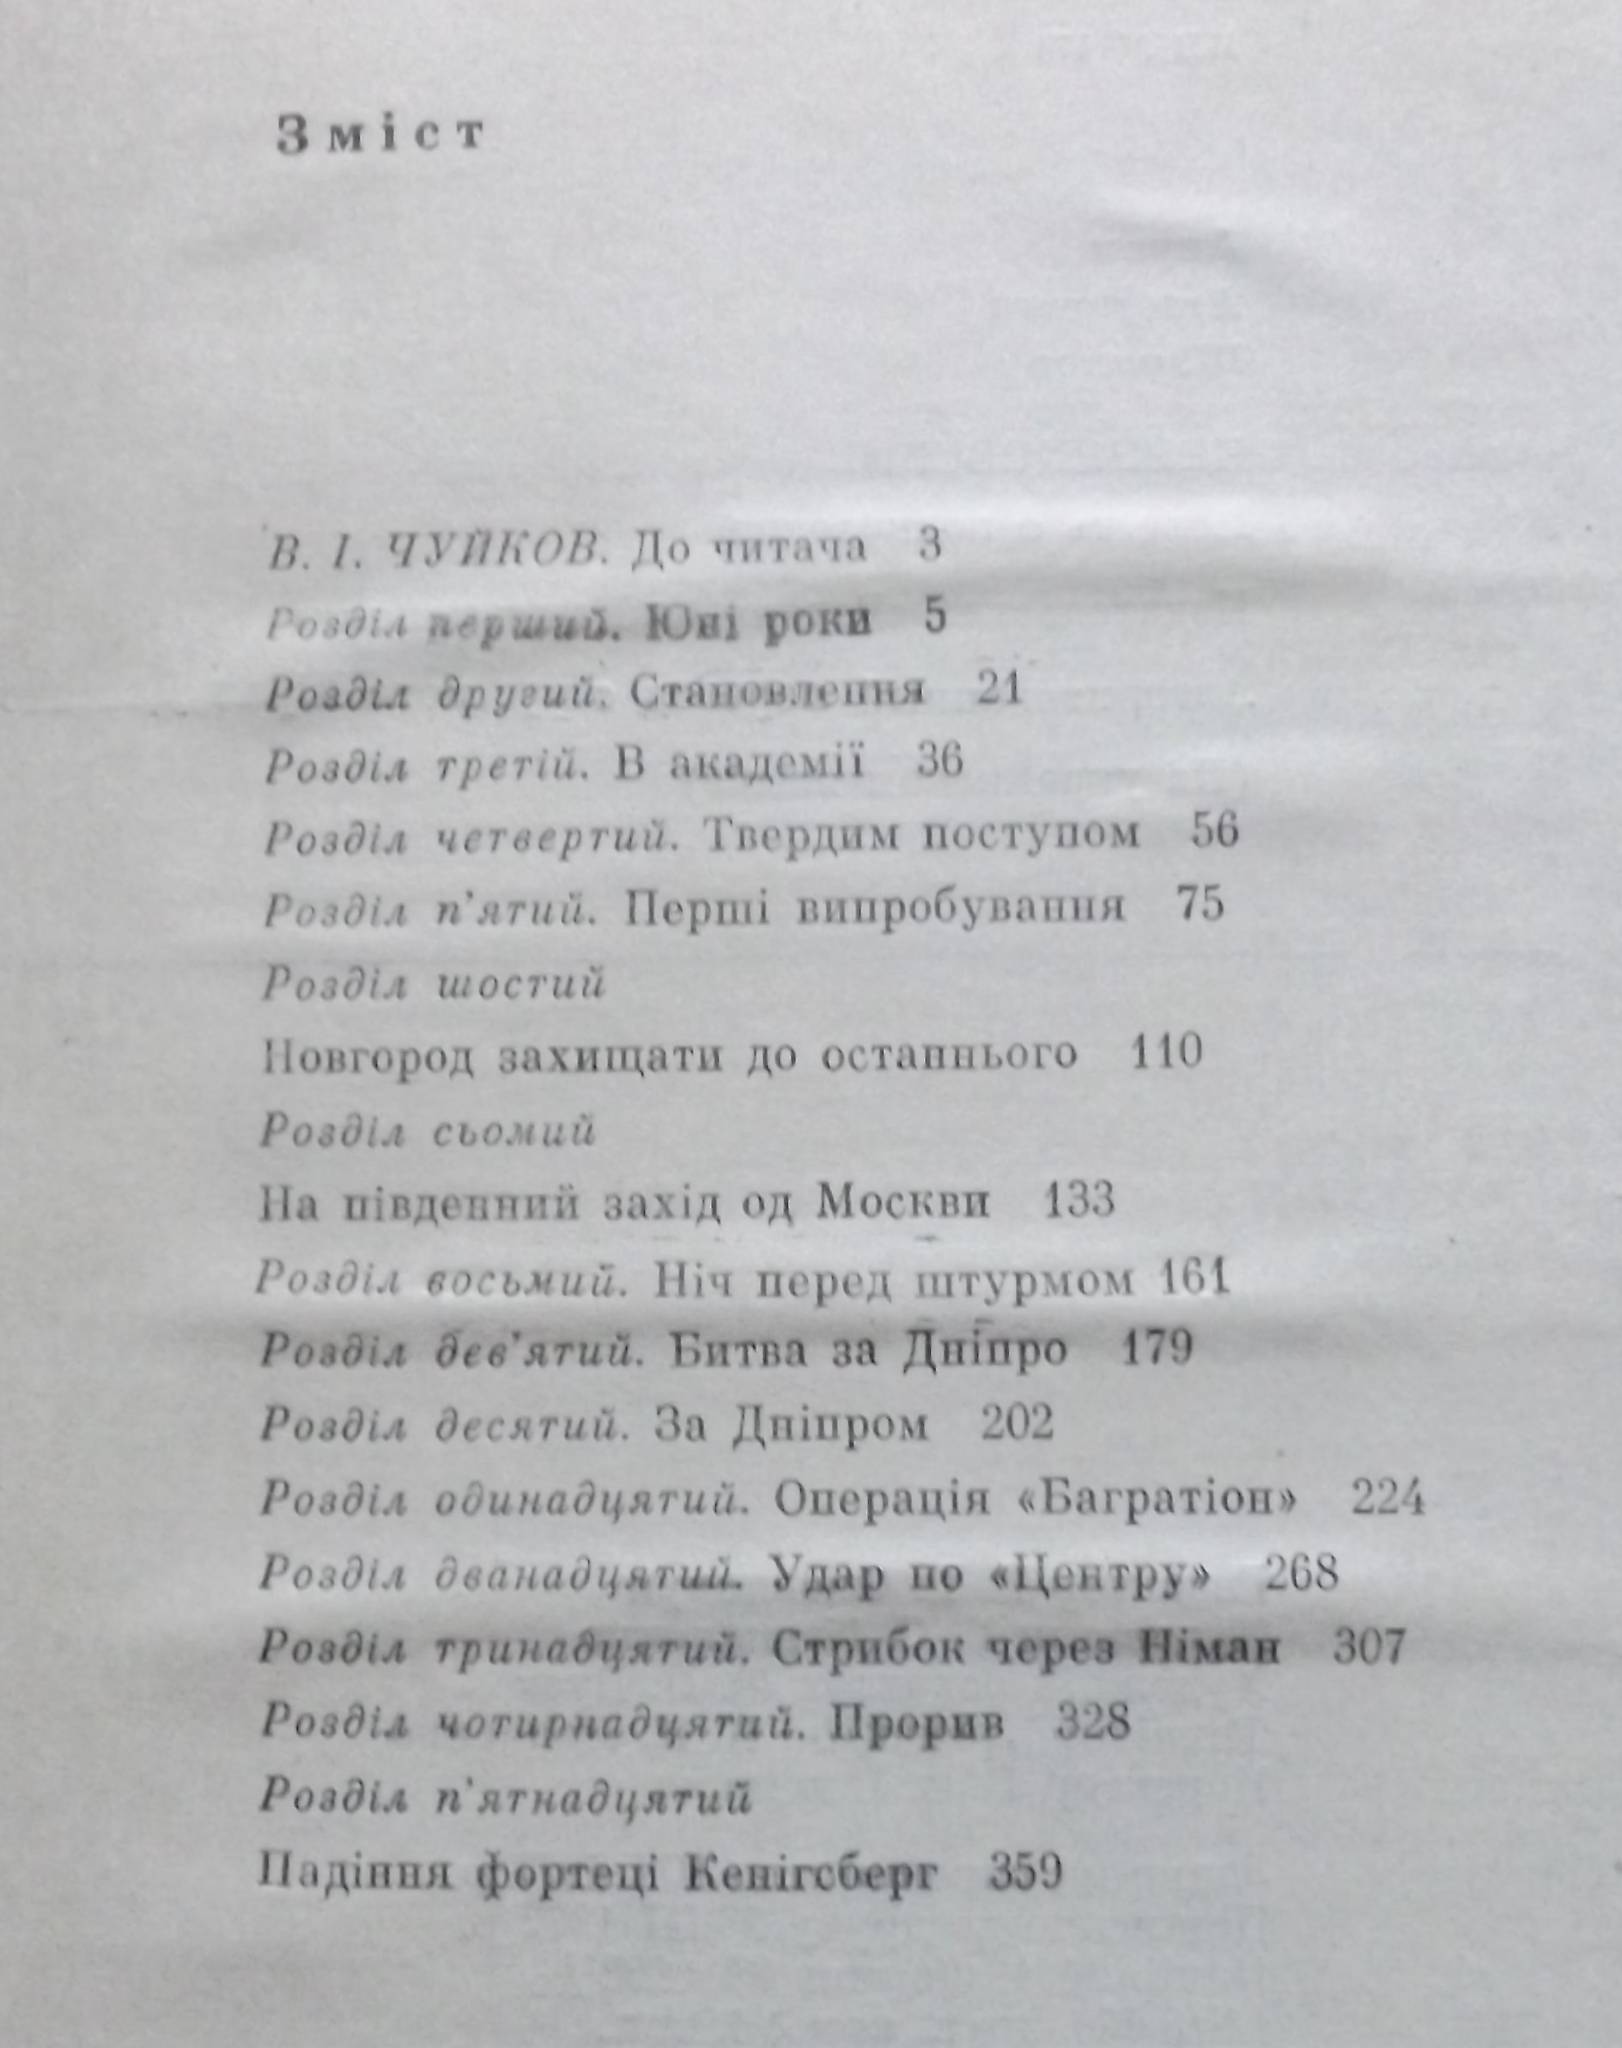 Зміст
В. І. ЧУЙКОВ. До читача 3
Розділ перший. Юні роки 5
Розділ другий. Становлення 21
Розділ третій. В академії 36
Розділ четвертий. Твердим поступом 56
Розділ п'ятий. Перші випробування 75
Розділ шостий
Новгород захищати до останнього 110
Розділ сьомий
На південний захід од Москви 133
Розділ восьмий. Ніч перед штурмом 161
Розділ дев'ятий. Битва за Дніпро 179
Розділ десятий. За Дніпром 202
Розділ одинадцятий. Операція «Багратіон» 224
Розділ дванадцятий. Удар по «Центру» 268
Розділ тринадцятий. Стрибок через Німан 307
Розділ чотирнадцятий. Прорив 328
Розділ п'ятнадцятий
Падіння фортеці Кенігсберг 359